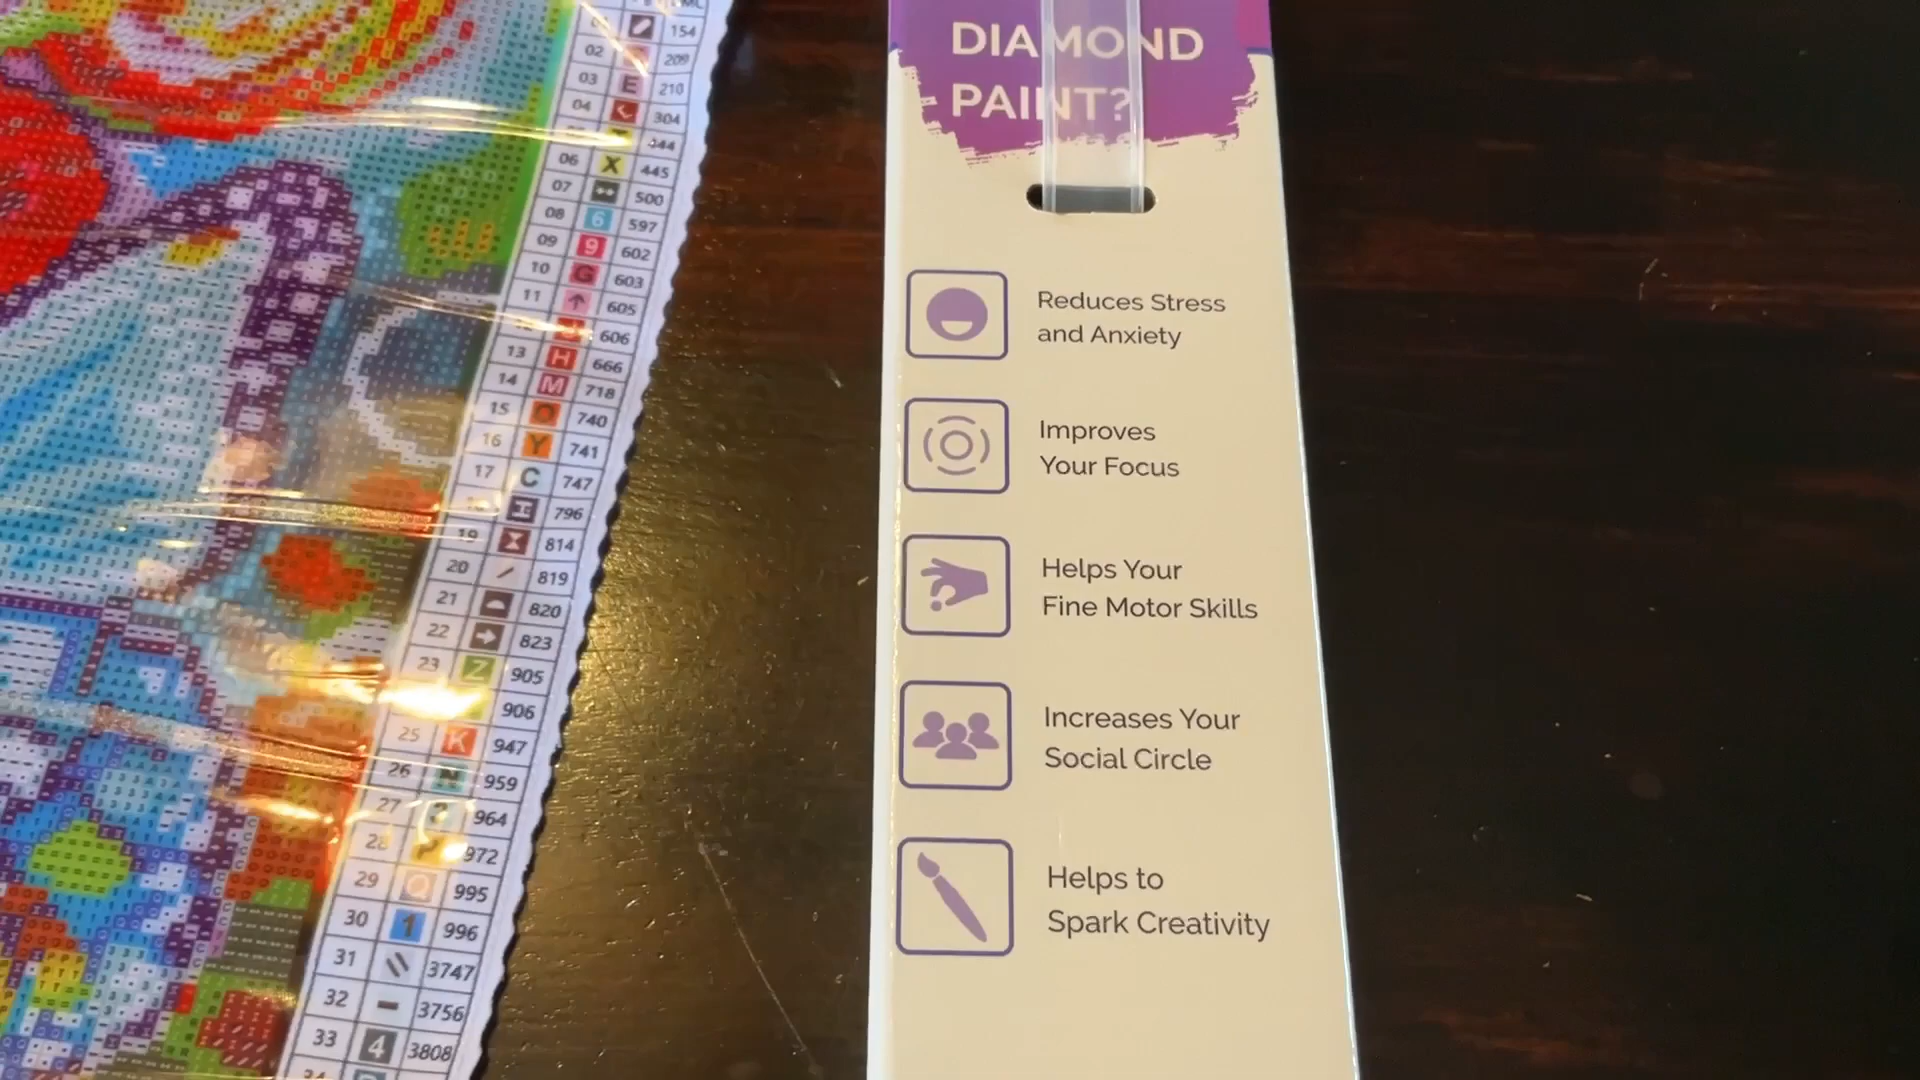 154
02 209
03 E 210
04 304
444
06 X 445
07 500
08 6 597
09 9 602
10 G 603
11 605
606
13 H 666
14 M 718
15 O 740
16 Y 741
17 C 747
796
19 814
20 819
21 820
22 823
23 Z 905
906
25 K 947
26 N 959
27 964
28 972
29 Q 995
30 1 996
31 3747
32 3756
33 4 3808
DIAMOND
PAINT?
Reduces Stress
and Anxiety
Improves
Your Focus
Helps Your
Fine Motor Skills
Increases Your
Social Circle
Helps to
Spark Creativity